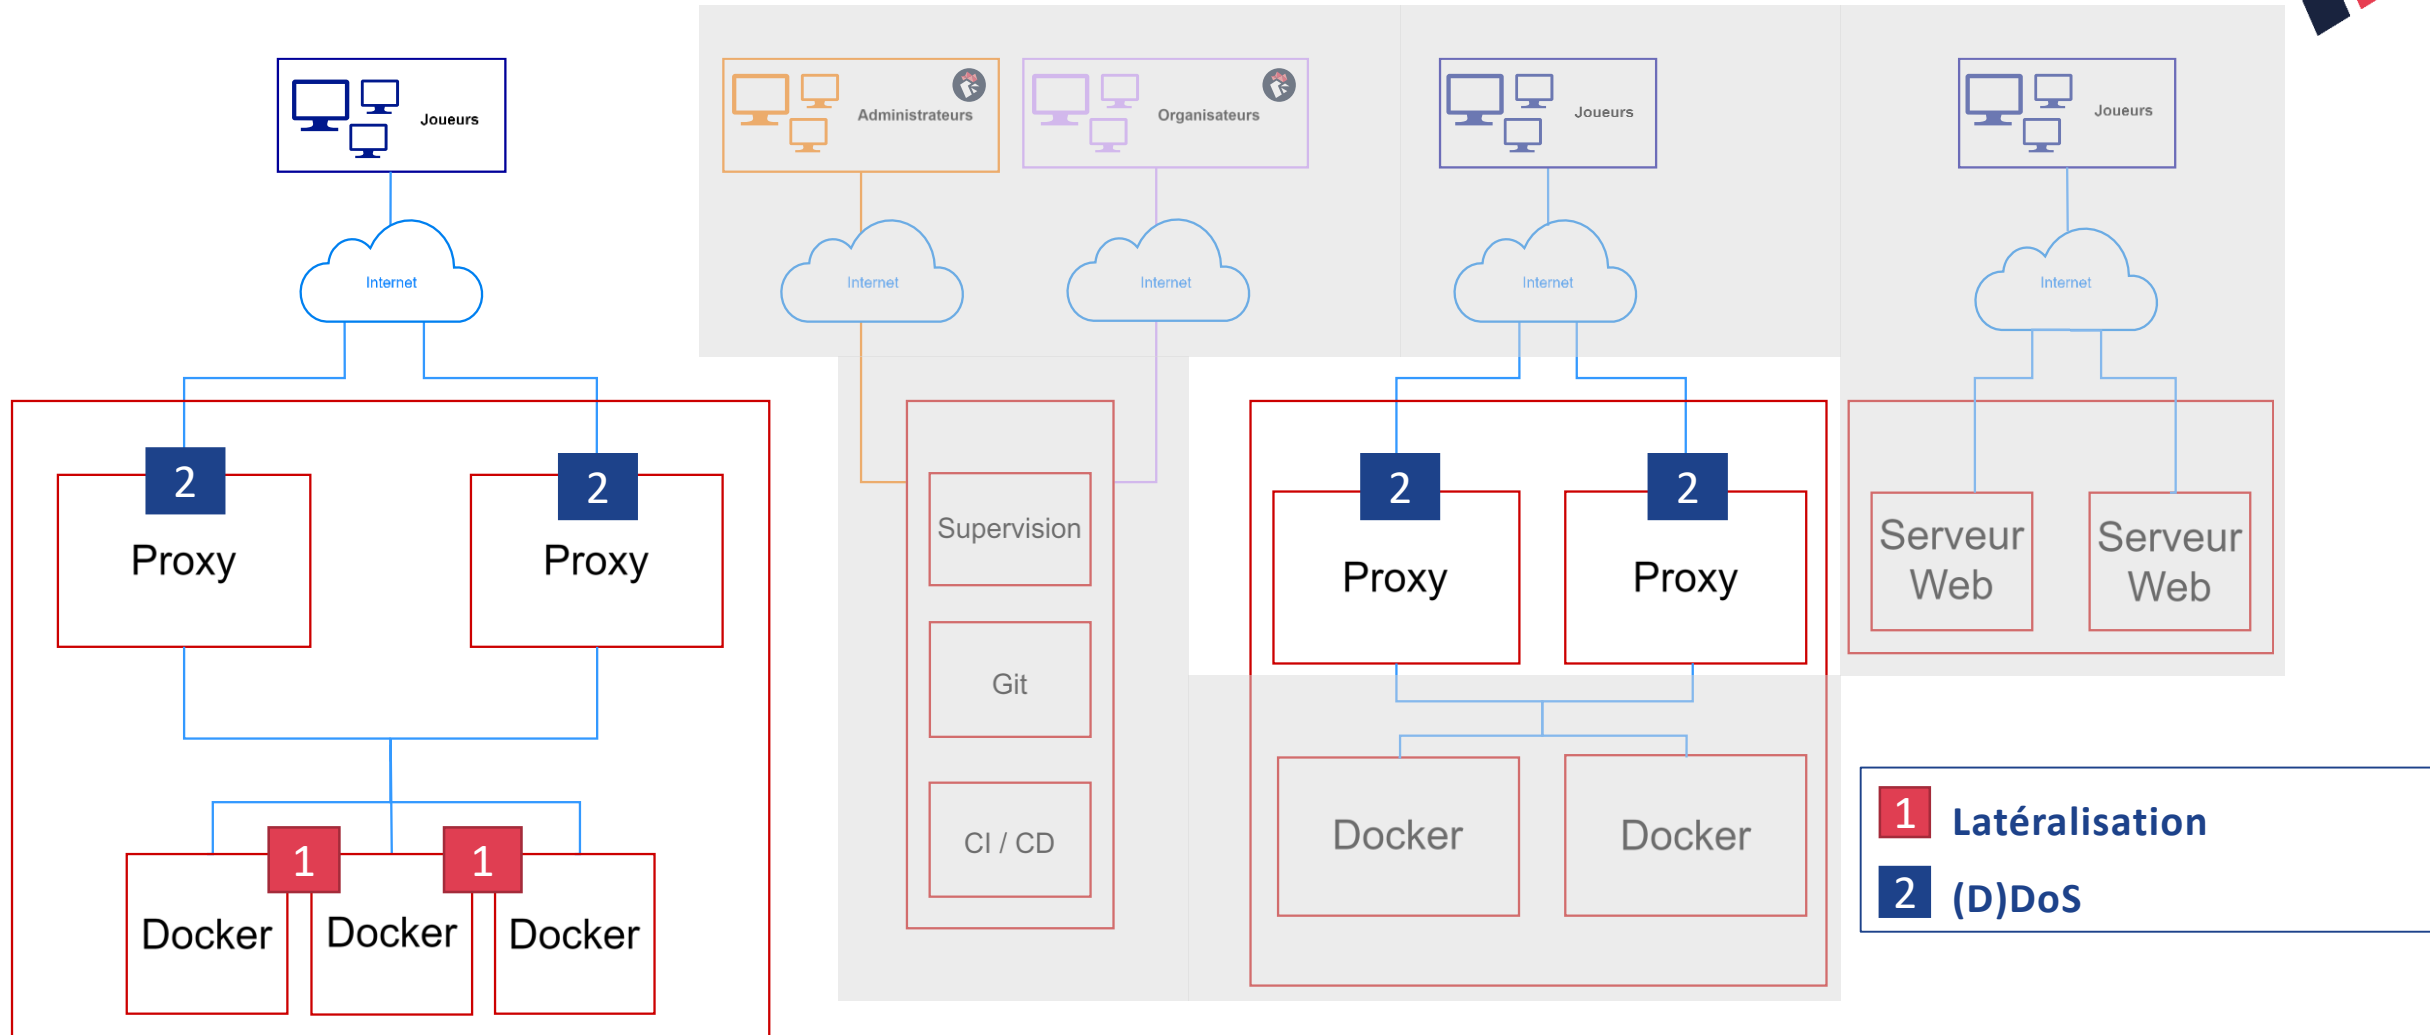 Joueurs
Administrateurs
Organisateurs
Joueurs
Joueurs
Internet
Internet
Internet
Internet
Internet
2
2
2
2
Proxy
Proxy
Supervision
Proxy
Proxy
Serveur
Web
Serveur
Web
Git
CI / CD
1
1
Docker
Docker
Docker
Docker
Docker
1 Latéralisation
2 (D)DoS